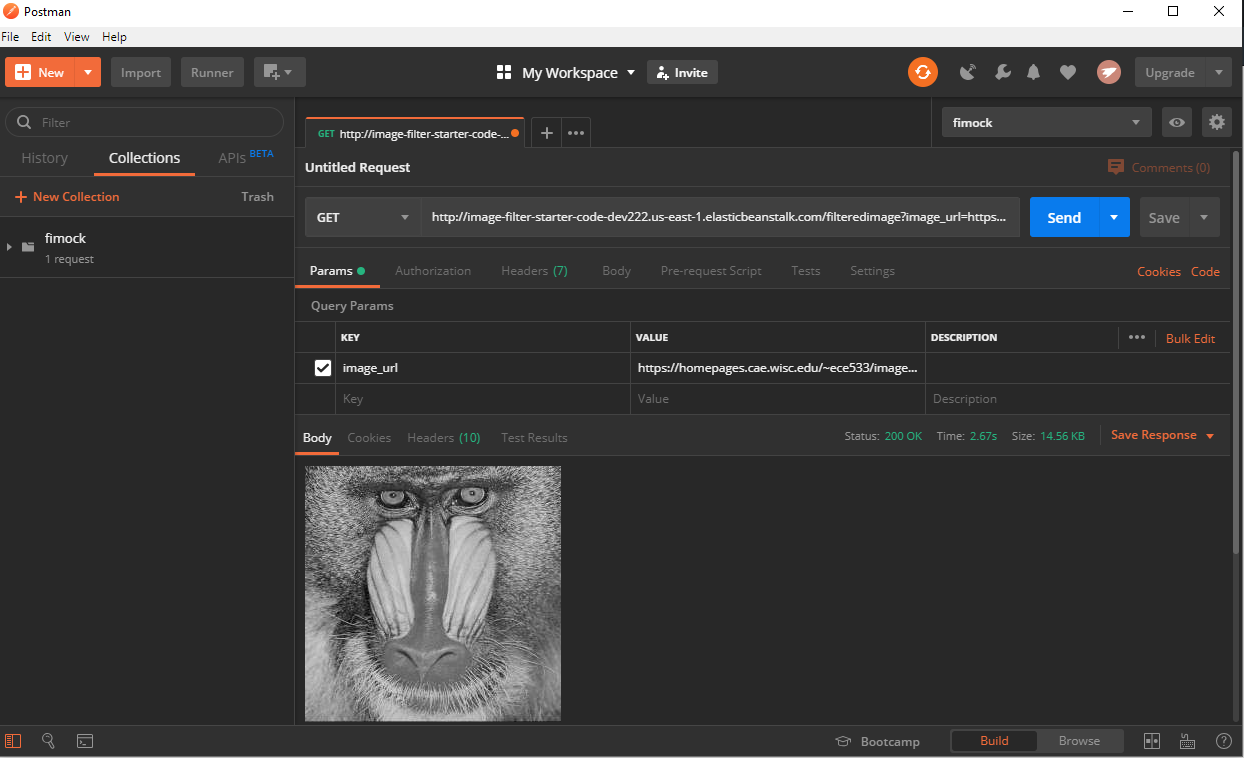 Postman
File Edit View Help
New Import Runner My Workspace Invite Upgrade
Filter
History Collections APIs BETA
New Collection Trash
fimock
1 request
GET http://image-filter-starter-code-...
fimock
Untitled Request Comments (0)
GET http://image-filter-starter-code-dev222.us-east-1.elasticbeanstalk.com/filteredimage?image_url=https... Send Save
Params Authorization Headers (7) Body Pre-request Script Tests Settings Cookies Code
Query Params
KEY VALUE DESCRIPTION Bulk Edit
image_url https://homepages.cae.wisc.edu/~ece533/image...
Key Value Description
Body Cookies Headers (10) Test Results Status: 200 OK Time: 2.67s Size: 14.56 KB Save Response
Bootcamp Build Browse